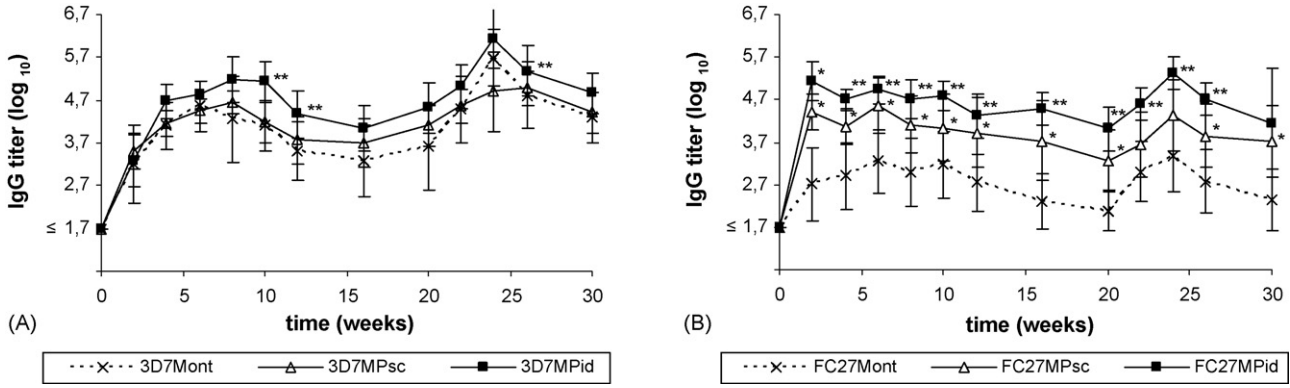 IgG titer (log 10)
6,7
5,7
4,7
3,7
2,7
≤ 1,7
** ** **
0 5 10 15 20 25 30
time (weeks)
(A)
3D7Mont 3D7MPsc 3D7MPid
IgG titer (log 10)
6,7
5,7
4,7
3,7
2,7
≤ 1,7
* ** ** ** ** ** ** ** ** ** **
* * * * * * * * * *
0 5 10 15 20 25 30
time (weeks)
(B)
FC27Mont FC27MPsc FC27MPid